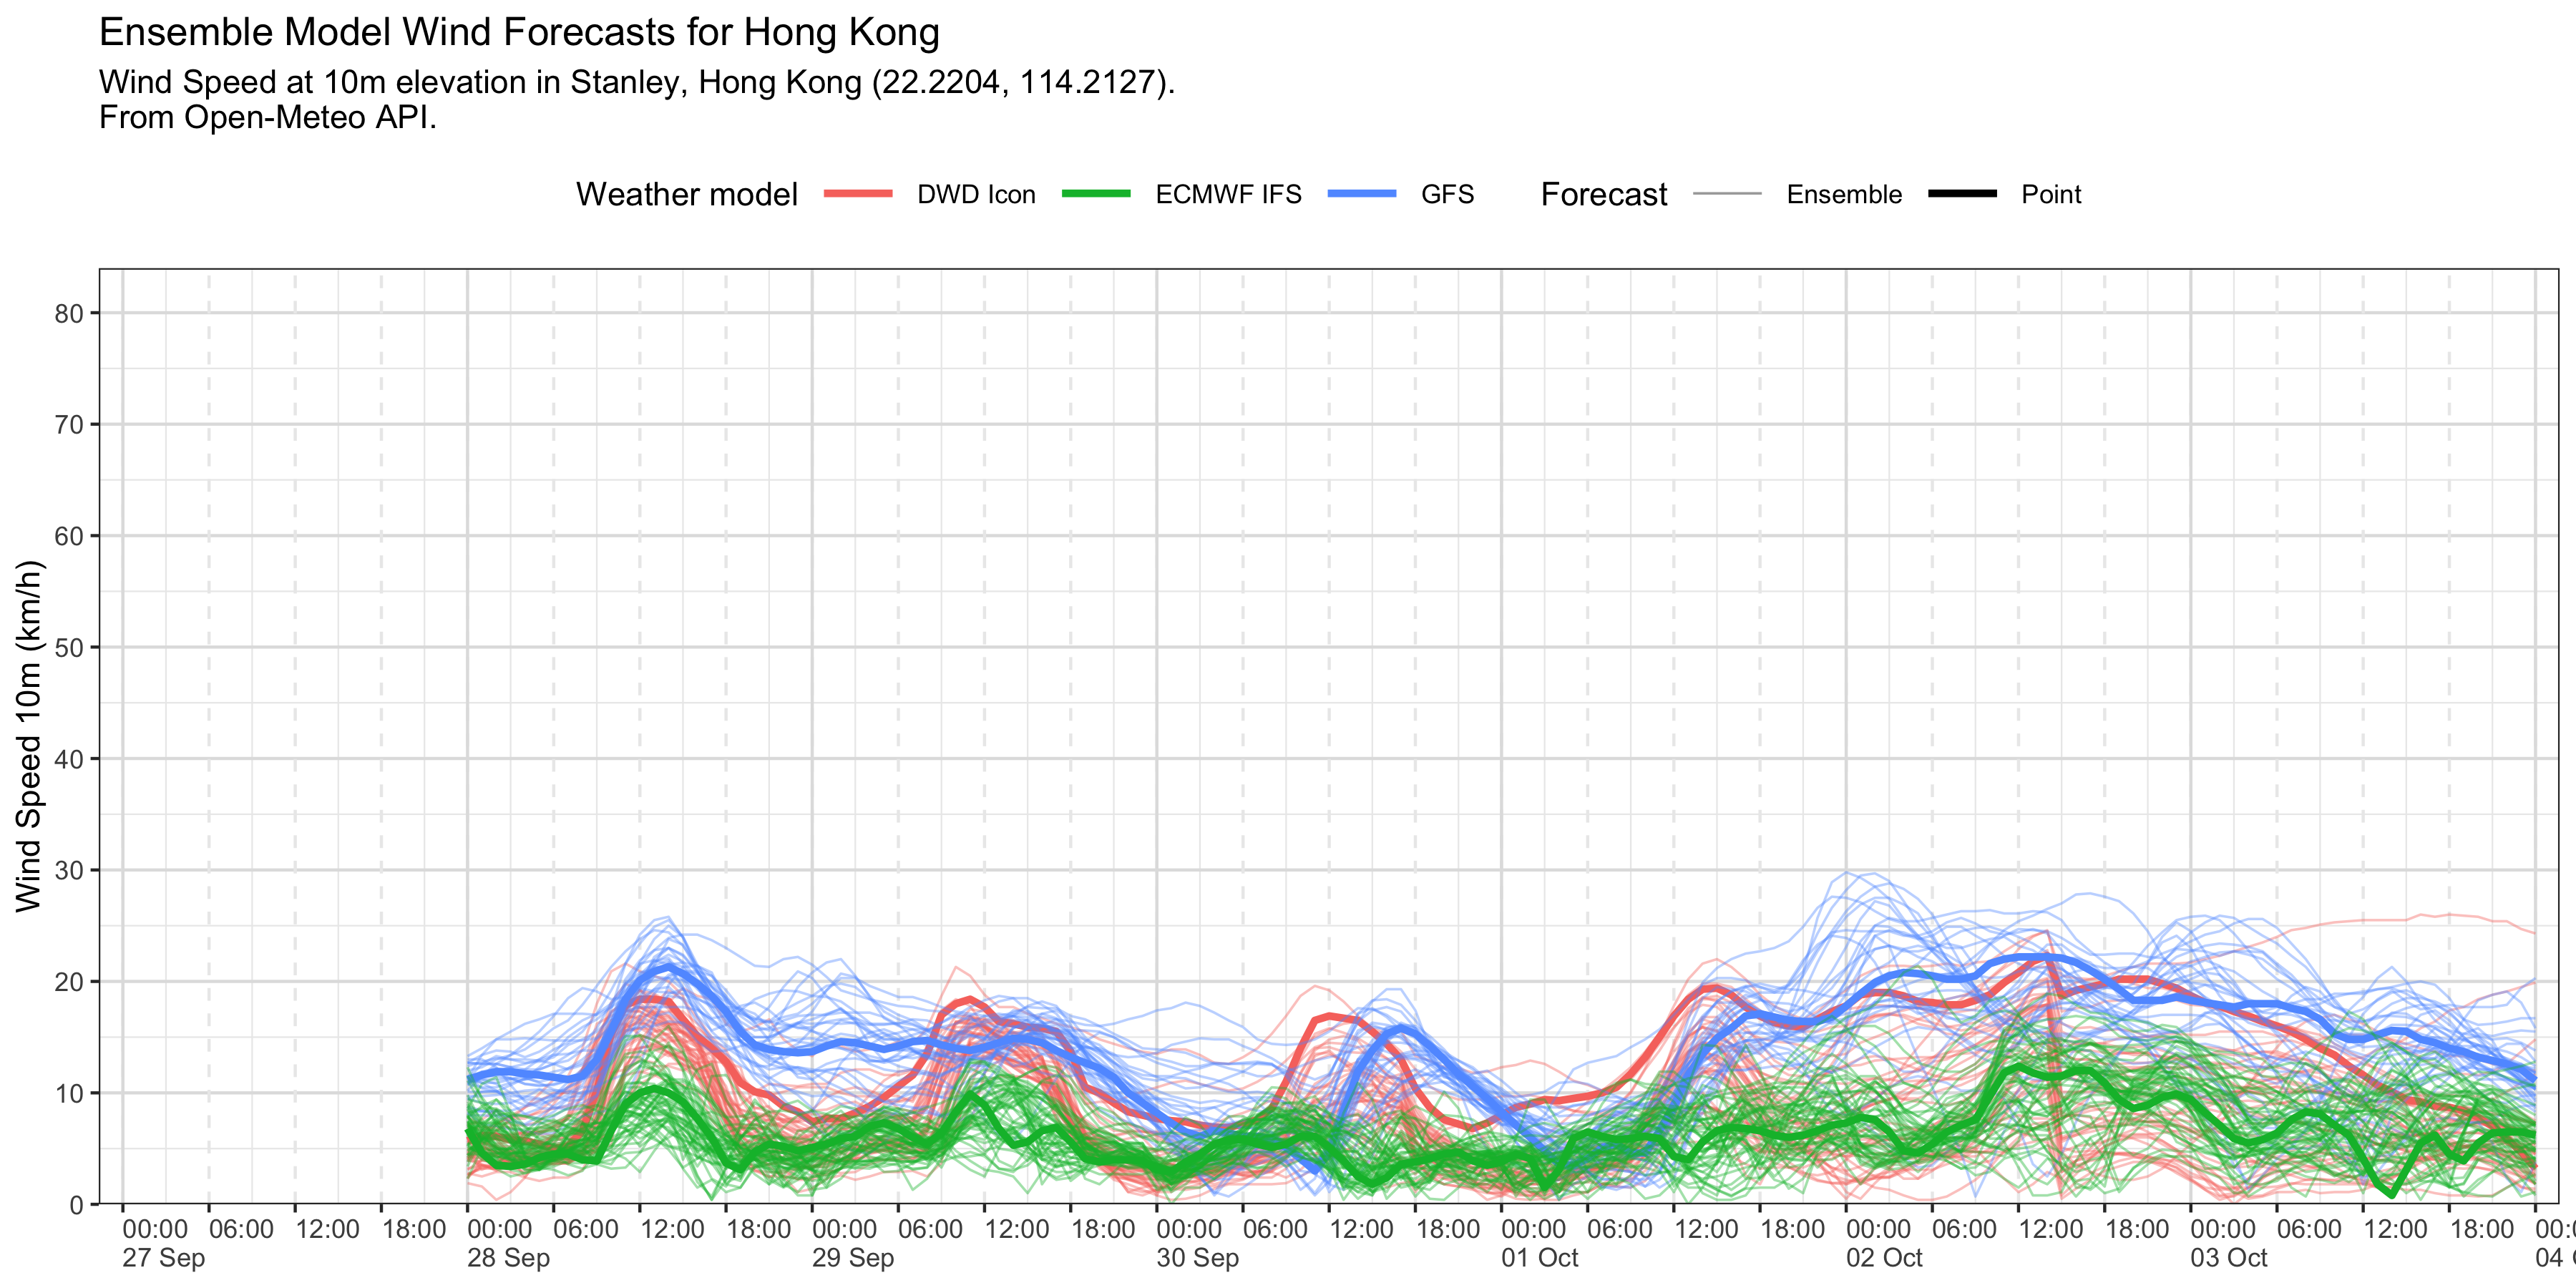 Ensemble Model Wind Forecasts for Hong Kong
Wind Speed at 10m elevation in Stanley, Hong Kong (22.2204, 114.2127).
From Open-Meteo API.
Weather model DWD Icon ECMWF IFS GFS Forecast Ensemble Point
Wind Speed 10m (km/h)
80
70
60
50
40
30
20
10
0
00:00 06:00 12:00 18:00 00:00 06:00 12:00 18:00 00:00 06:00 12:00 18:00 00:00 06:00 12:00 18:00 00:00 06:00 12:00 18:00 00:00 06:00 12:00 18:00 00:00 06:00 12:00 18:00 00:
27 Sep 28 Sep 29 Sep 30 Sep 01 Oct 02 Oct 03 Oct 04